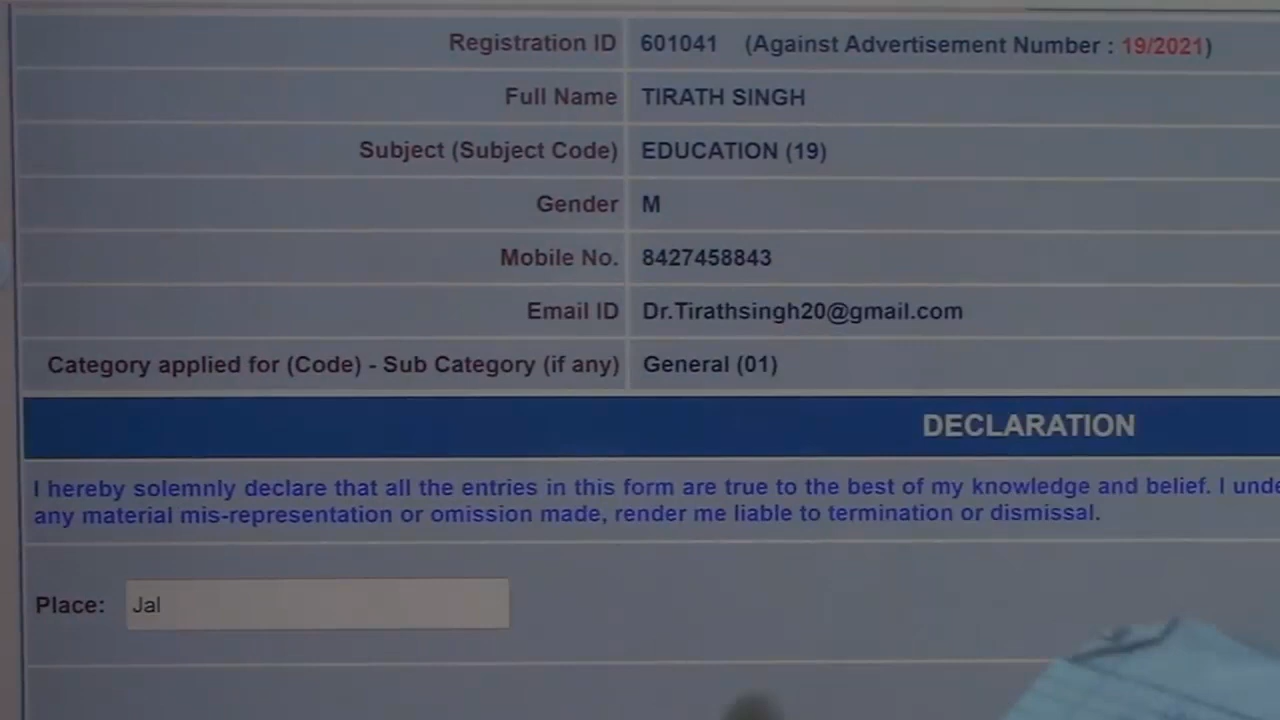 Registration ID 601041 (Against Advertisement Number : 19/2021)
Full Name TIRATH SINGH
Subject (Subject Code) EDUCATION (19)
Gender M
Mobile No. 8427458843
Email ID Dr.Tirathsingh20@gmail.com
Category applied for (Code) - Sub Category (if any) General (01)
DECLARATION
I hereby solemnly declare that all the entries in this form are true to the best of my knowledge and belief. I
any material mis-representation or omission made, render me liable to termination or dismissal.
Place: Jal